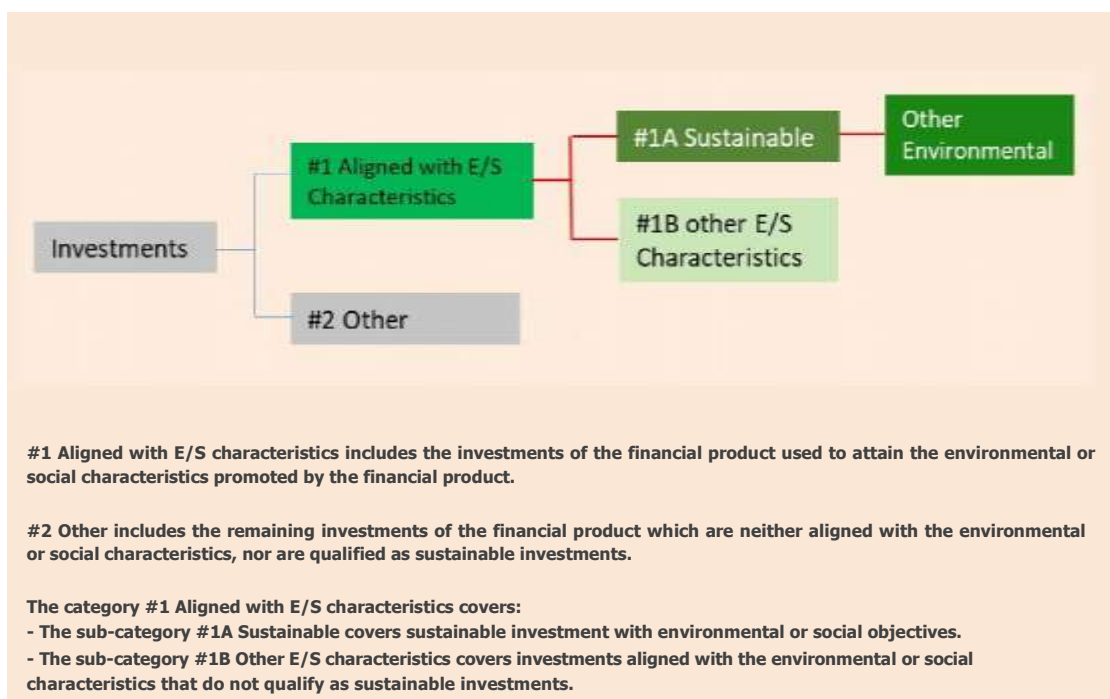 Investments
#1 Aligned with E/S
Characteristics
#2 Other
#1A Sustainable
#1B other E/S
Characteristics
Other
Environmental
#1 Aligned with E/S characteristics includes the investments of the financial product used to attain the environmental or
social characteristics promoted by the financial product.
#2 Other includes the remaining investments of the financial product which are neither aligned with the environmental
or social characteristics, nor are qualified as sustainable investments.
The category #1 Aligned with E/S characteristics covers:
- The sub-category #1A Sustainable covers sustainable investment with environmental or social objectives.
- The sub-category #1B Other E/S characteristics covers investments aligned with the environmental or social
characteristics that do not qualify as sustainable investments.